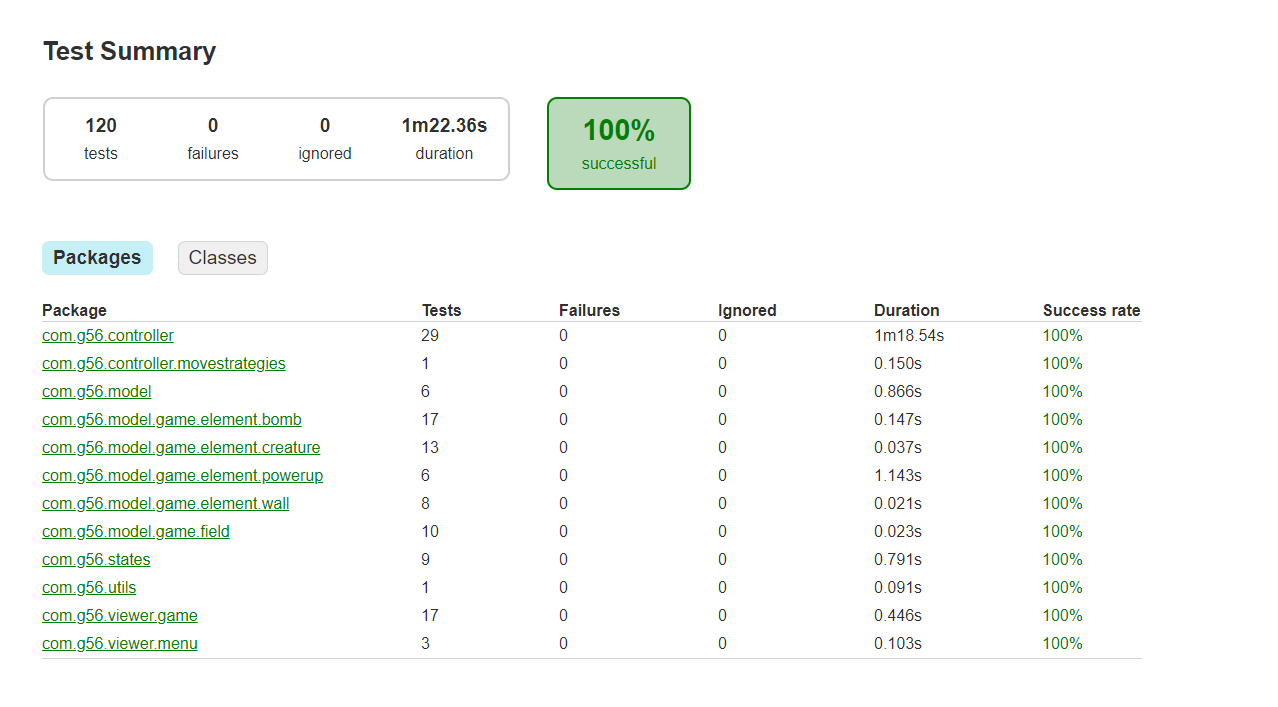 Test Summary
120 0 0 1m22.36s
tests failures ignored duration
100%
successful
Packages Classes
Package Tests Failures Ignored Duration Success rate
com.g56.controller 29 0 0 1m18.54s 100%
com.g56.controller.movestrategies 1 0 0 0.150s 100%
com.g56.model 6 0 0 0.866s 100%
com.g56.model.game.element.bomb 17 0 0 0.147s 100%
com.g56.model.game.element.creature 13 0 0 0.037s 100%
com.g56.model.game.element.powerup 6 0 0 1.143s 100%
com.g56.model.game.element.wall 8 0 0 0.021s 100%
com.g56.model.game.field 10 0 0 0.023s 100%
com.g56.states 9 0 0 0.791s 100%
com.g56.utils 1 0 0 0.091s 100%
com.g56.viewer.game 17 0 0 0.446s 100%
com.g56.viewer.menu 3 0 0 0.103s 100%